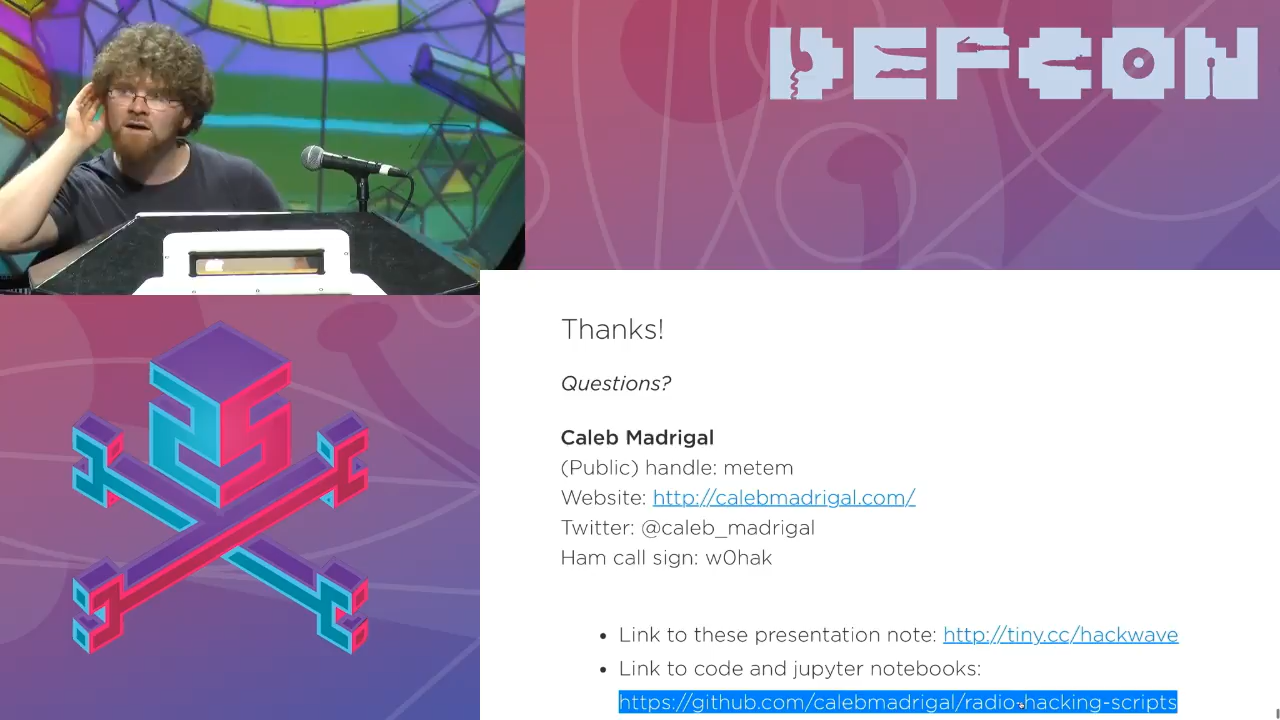 DEFCON
Thanks!
Questions?
Caleb Madrigal
(Public) handle: metem
Website: http://calebmadrigal.com/
Twitter: @caleb_madrigal
Ham call sign: w0hak
• Link to these presentation note: http://tiny.cc/hackwave
• Link to code and jupyter notebooks:
https://github.com/calebmadrigal/radio-hacking-scripts